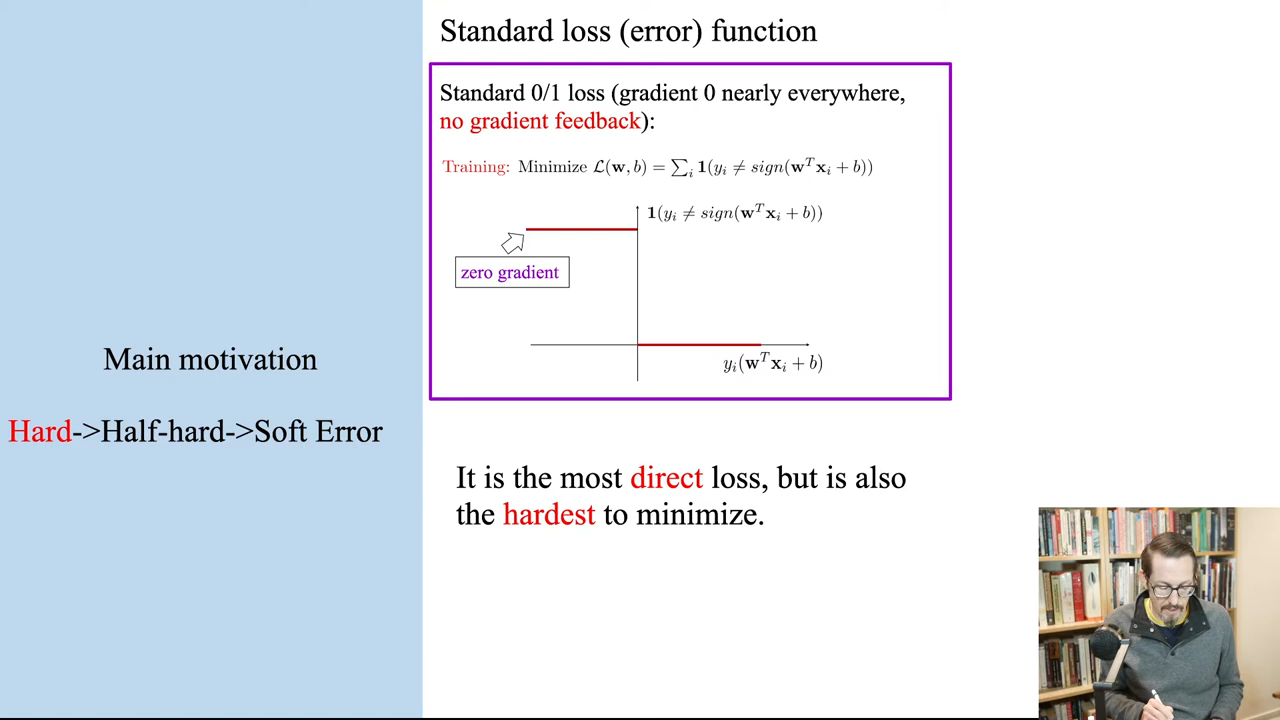 Standard loss (error) function
Standard 0/1 loss (gradient 0 nearly everywhere,
no gradient feedback):
Training: Minimize ℒ(𝐰, b) = ∑ᵢ 𝟏(yᵢ ≠ sign(𝐰ᵀ𝐱ᵢ + b))
𝟏(yᵢ ≠ sign(𝐰ᵀ𝐱ᵢ + b))
zero gradient
yᵢ(𝐰ᵀ𝐱ᵢ + b)
Main motivation
Hard->Half-hard->Soft Error
It is the most direct loss, but is also
the hardest to minimize.